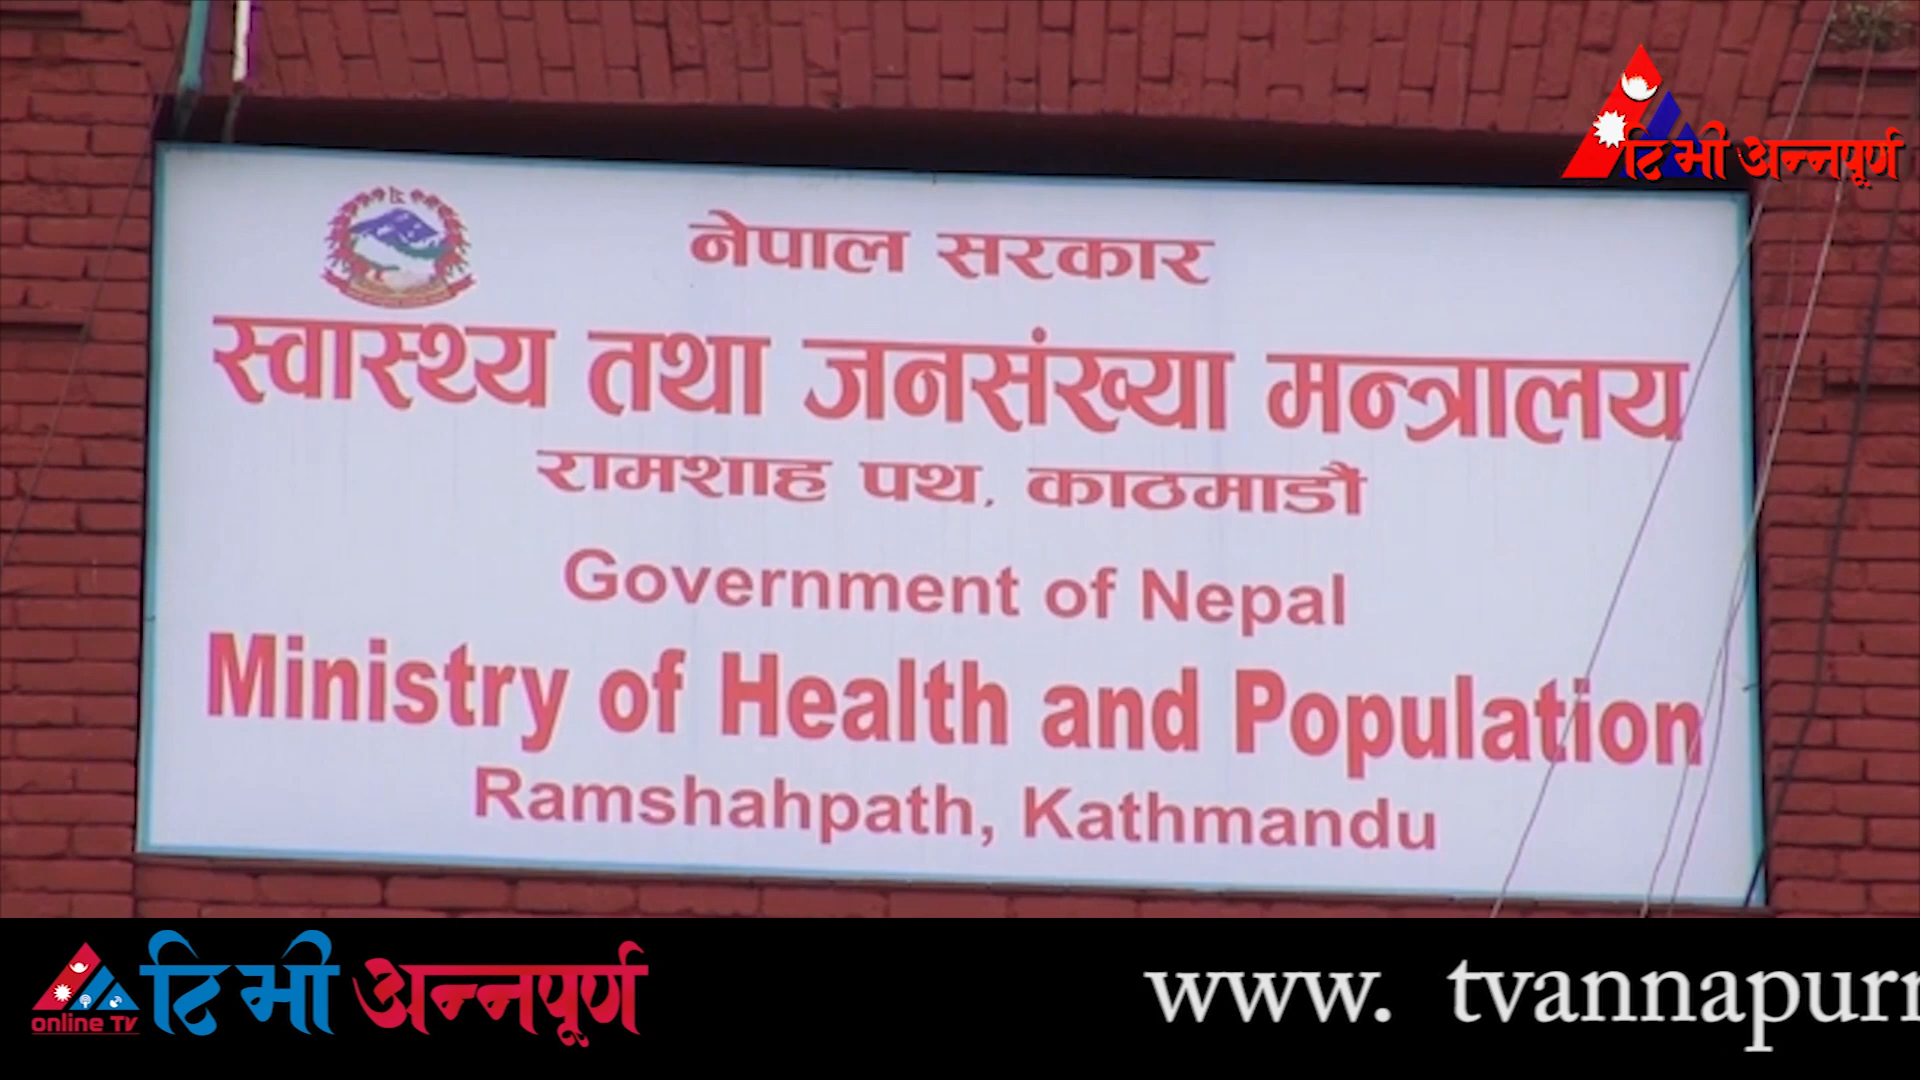 टिभी अन्नपूर्ण
नेपाल सरकार
स्वास्थ्य तथा जनसंख्या मन्त्रालय
रामशाह पथ, काठमाडौं
Government of Nepal
Ministry of Health and Population
Ramshahpath, Kathmandu
online Tv टिभी अन्नपूर्ण
www. tvannapurn